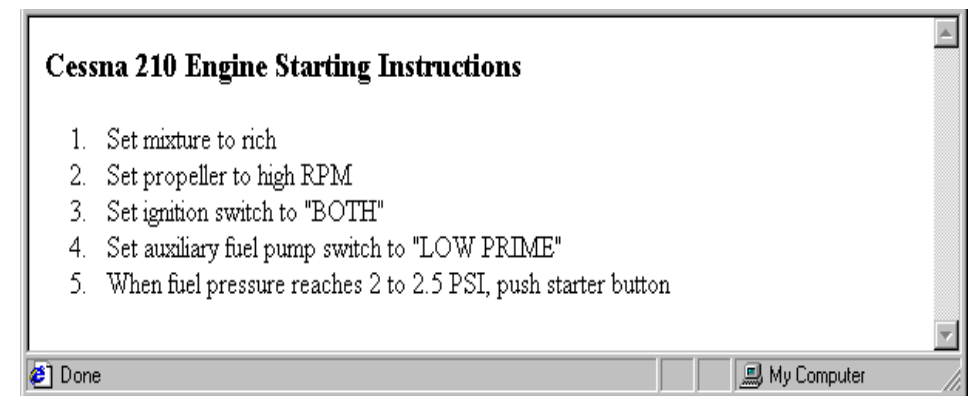 Cessna 210 Engine Starting Instructions
1. Set mixture to rich
2. Set propeller to high RPM
3. Set ignition switch to "BOTH"
4. Set auxiliary fuel pump switch to "LOW PRIME"
5. When fuel pressure reaches 2 to 2.5 PSI, push starter button
Done My Computer